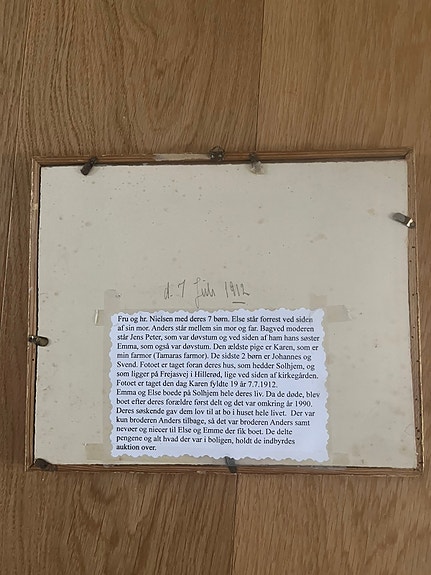 d. 7 Juli 1912
Fru og hr. Nielsen med deres 7 børn. Else står forrest ved siden
af sin mor. Anders står mellem sin mor og far. Bagved moderen
står Jens Peter, som var døvstum og ved siden af ham hans søster
Emma, som også var døvstum. Den ældste pige er Karen, som er
min farmor (Tamaras farmor). De sidste 2 børn er Johannes og
Svend. Fotoet er taget foran deres hus, som hedder Solhjem, og
som ligger på Frejasvej i Hillerød, lige ved siden af kirkegården.
Fotoet er taget den dag Karen fyldte 19 år 7.7.1912.
Emma og Else boede på Solhjem hele deres liv. Da de døde, blev
boet efter deres forældre først delt og det var omkring år 1990.
Deres søskende gav dem lov til at bo i huset hele livet. Der var
kun broderen Anders tilbage, så det var broderen Anders samt
nevøer og niecer til Else og Emme der fik boet. De delte
pengene og alt hvad der var i boligen, holdt de indbyrdes
auktion over.